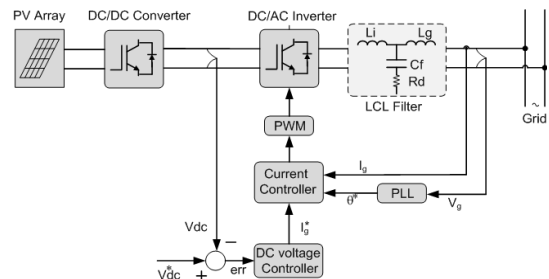 PV Array
DC/DC Converter
DC/AC Inverter
Li
Lg
Cf
Rd
LCL Filter
~
Grid
PWM
Current
Controller
Ig
θ*
PLL
Vg
Vdc
I*g
−
V*dc
+
err
DC voltage
Controller